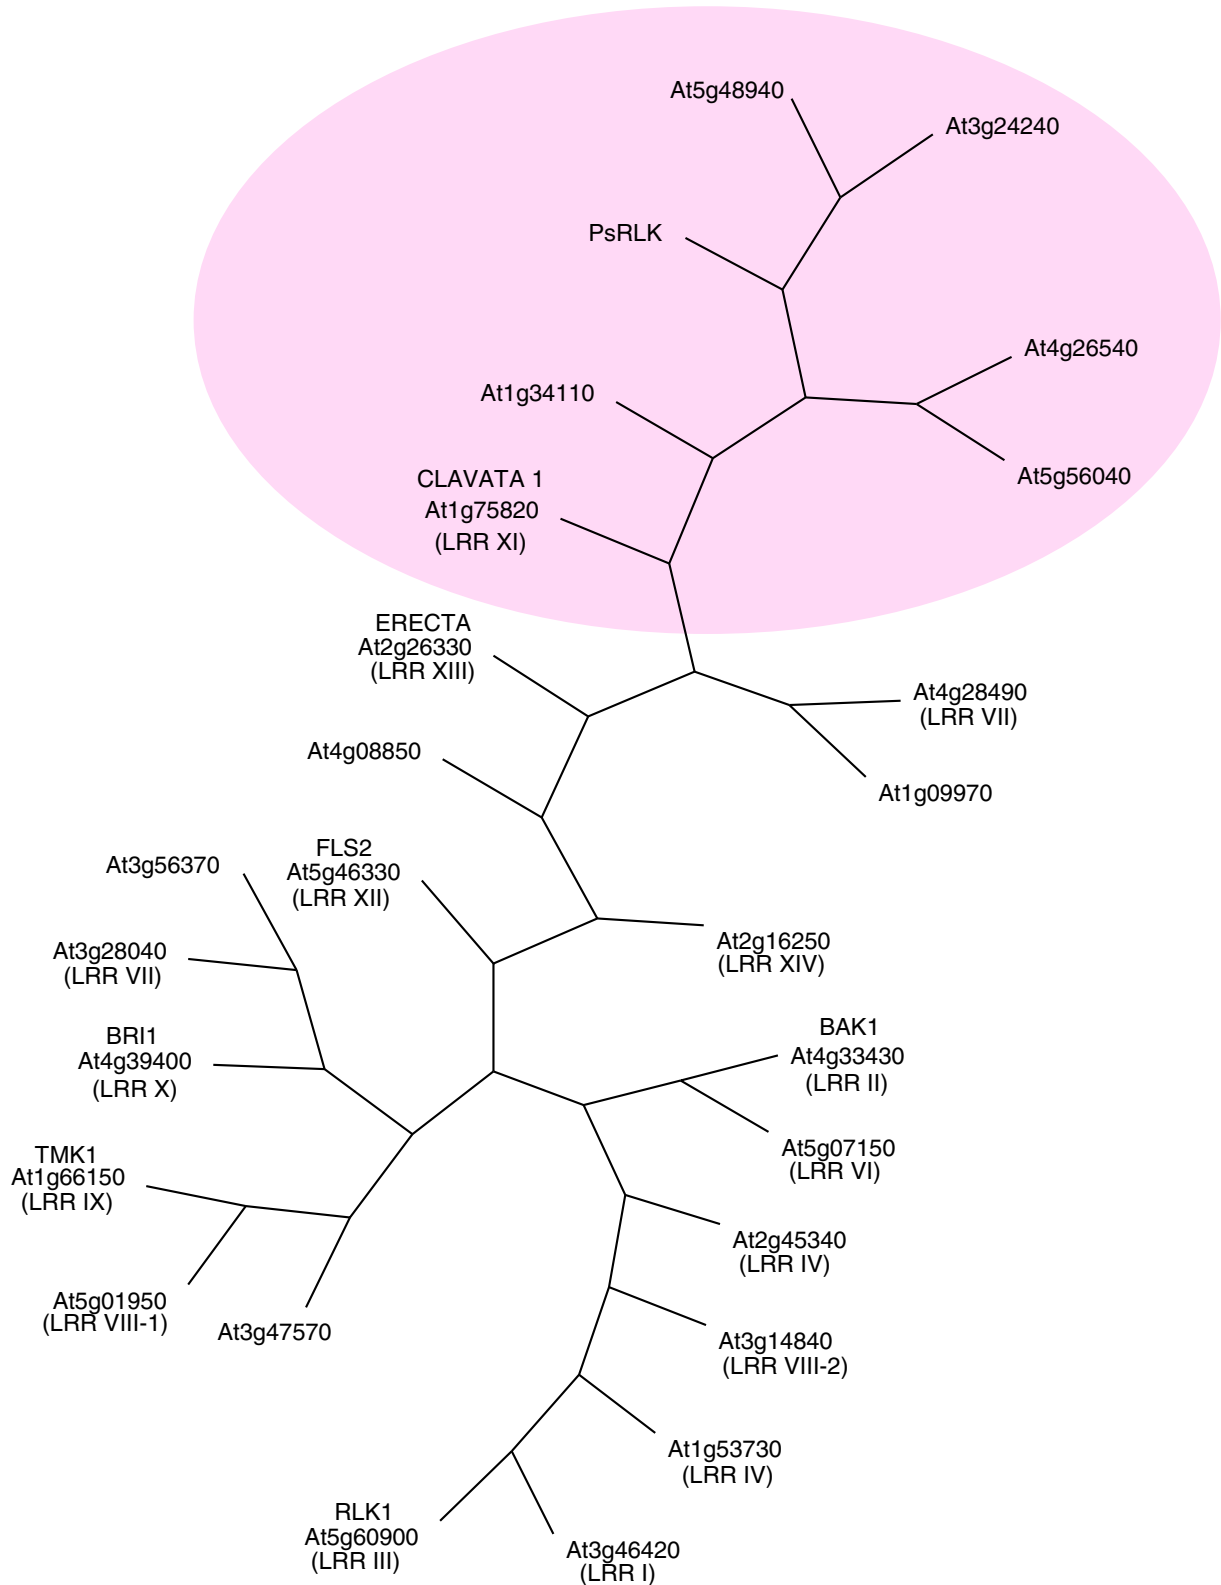 At5g48940
At3g24240
PsRLK
At4g26540
At1g34110
At5g56040
CLAVATA 1
At1g75820
(LRR XI)
ERECTA
At2g26330
(LRR XIII)
At4g28490
(LRR VII)
At4g08850
At1g09970
FLS2
At5g46330
(LRR XII)
At3g56370
At3g28040
(LRR VII)
At2g16250
(LRR XIV)
BRI1
At4g39400
(LRR X)
BAK1
At4g33430
(LRR II)
At5g07150
(LRR VI)
TMK1
At1g66150
(LRR IX)
At2g45340
(LRR IV)
At5g01950
(LRR VIII-1)
At3g47570
At3g14840
(LRR VIII-2)
At1g53730
(LRR IV)
RLK1
At5g60900
(LRR III)
At3g46420
(LRR I)